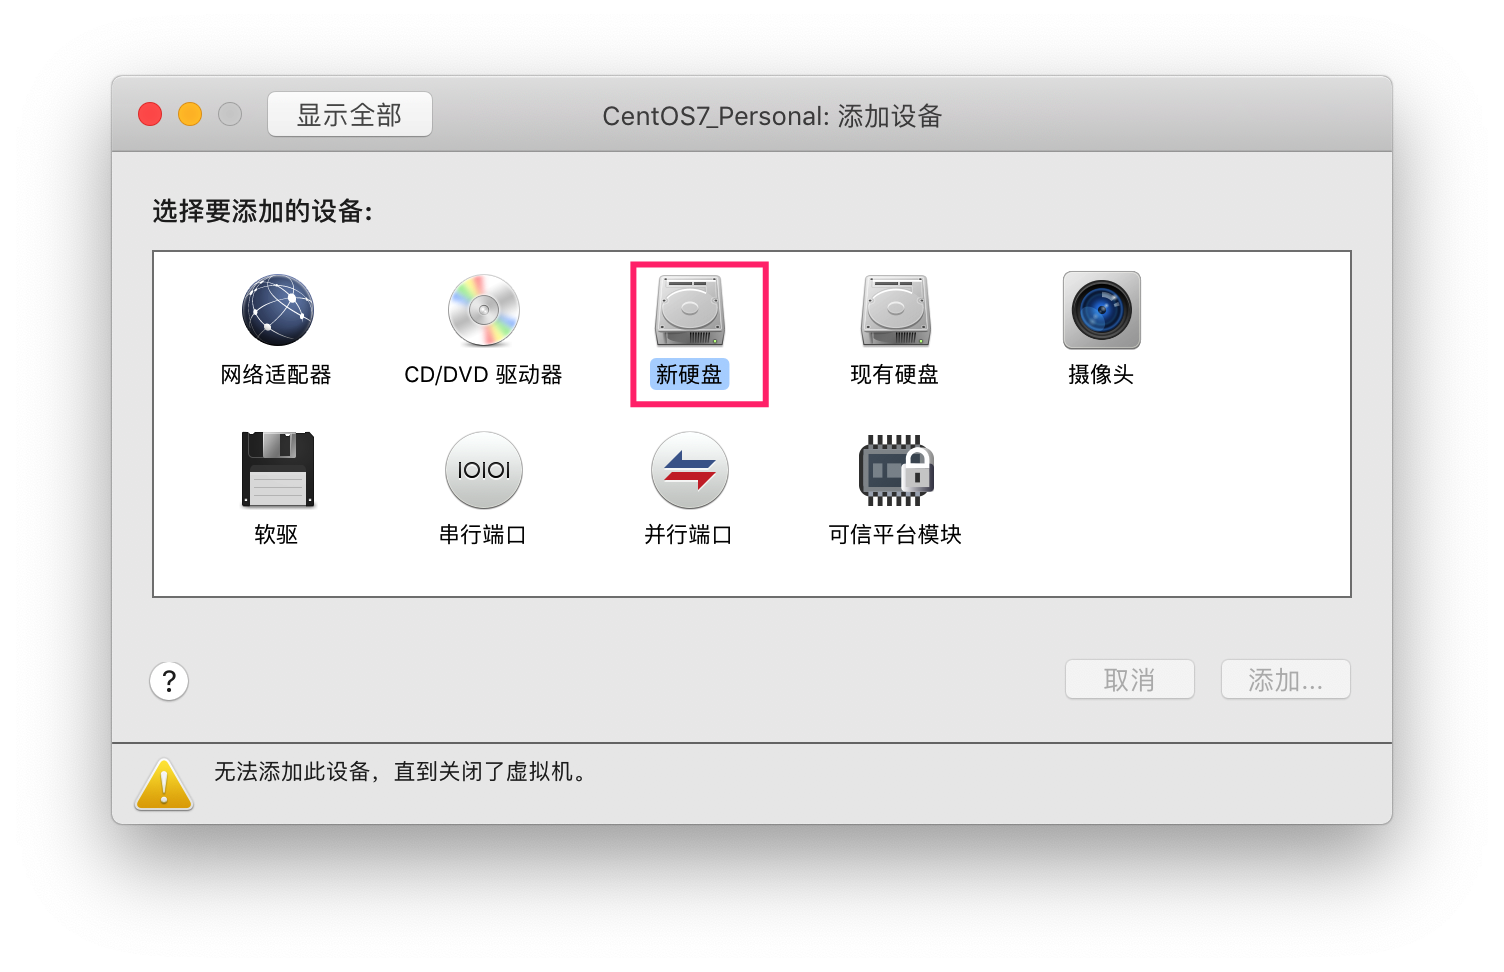 显示全部
CentOS7_Personal: 添加设备
选择要添加的设备:
网络适配器
CD/DVD 驱动器
新硬盘
现有硬盘
摄像头
IOIOI
软驱
串行端口
并行端口
可信平台模块
?
取消
添加...
无法添加此设备，直到关闭了虚拟机。